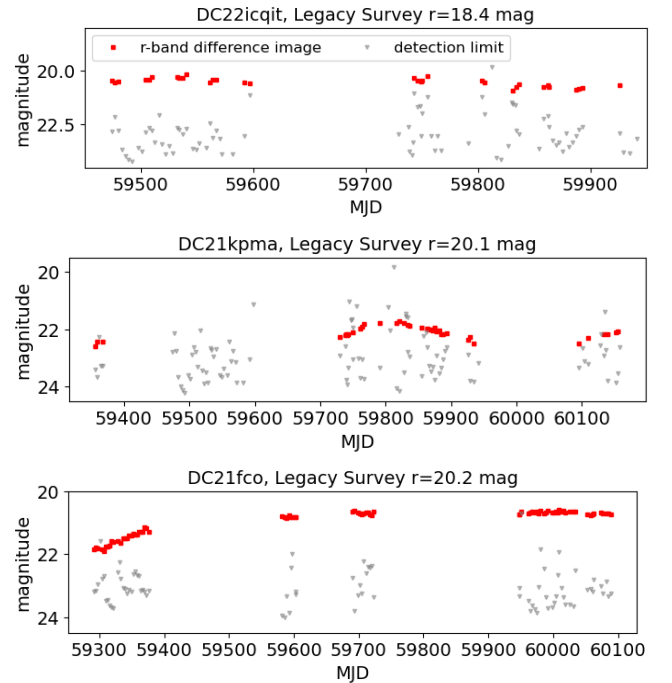 DC22icqit, Legacy Survey r=18.4 mag
r-band difference image
detection limit
20.0
22.5
magnitude
59500 59600 59700 59800 59900
MJD
DC21kpma, Legacy Survey r=20.1 mag
20
22
24
magnitude
59400 59500 59600 59700 59800 59900 60000 60100
MJD
DC21fco, Legacy Survey r=20.2 mag
20
22
24
magnitude
59300 59400 59500 59600 59700 59800 59900 60000 60100
MJD